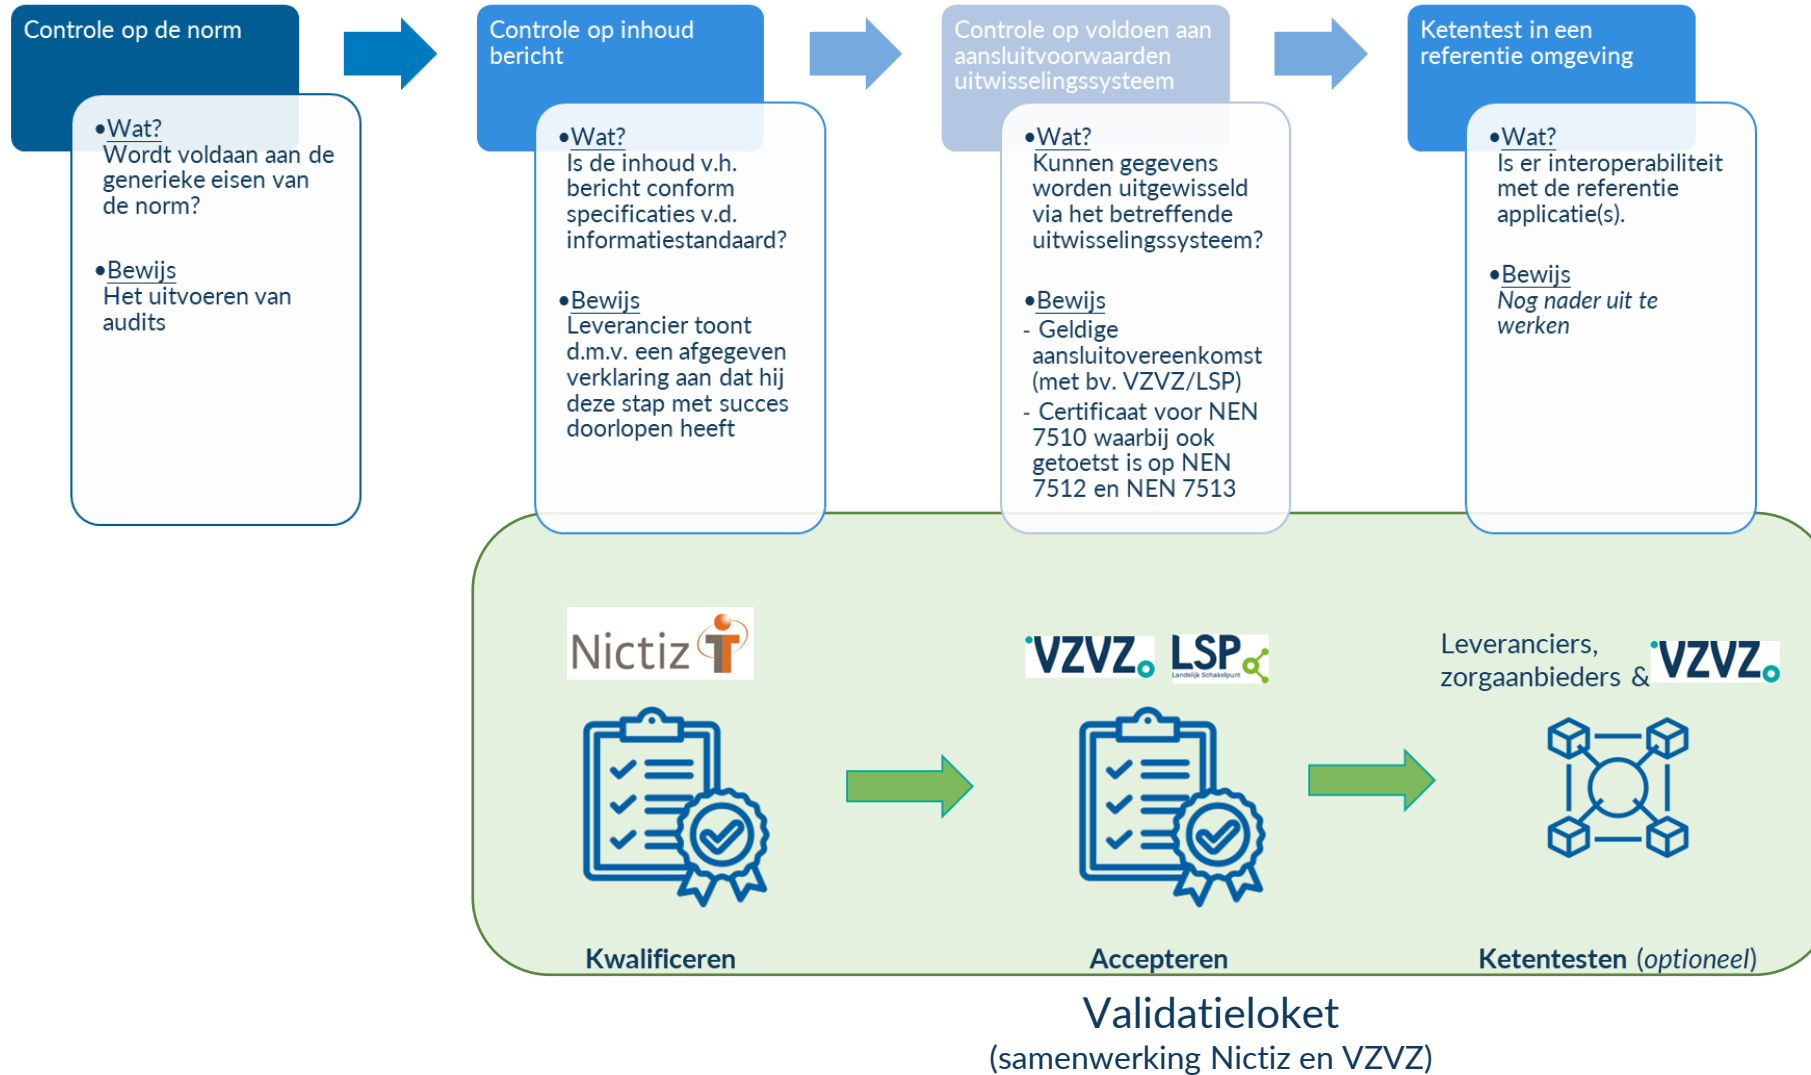 Controle op de norm
•Wat?
Wordt voldaan aan de
generieke eisen van
de norm?
•Bewijs
Het uitvoeren van
audits
Controle op inhoud
bericht
•Wat?
Is de inhoud v.h.
bericht conform
specificaties v.d.
informatiestandaard?
•Bewijs
Leverancier toont
d.m.v. een afgegeven
verklaring aan dat hij
deze stap met succes
doorlopen heeft
Controle op voldoen aan
aansluitvoorwaarden
uitwisselingssysteem
•Wat?
Kunnen gegevens
worden uitgewisseld
via het betreffende
uitwisselingssysteem?
•Bewijs
- Geldige
aansluitovereenkomst
(met bv. VZVZ/LSP)
- Certificaat voor NEN
7510 waarbij ook
getoetst is op NEN
7512 en NEN 7513
Ketentest in een
referentie omgeving
•Wat?
Is er interoperabiliteit
met de referentie
applicatie(s).
•Bewijs
Nog nader uit te
werken
Nictiz
VZVZ
LSP
Landelijk Schakelpunt
Leveranciers,
zorgaanbieders & VZVZ
Kwalificeren
Accepteren
Ketentesten (optioneel)
Validatieloket
(samenwerking Nictiz en VZVZ)